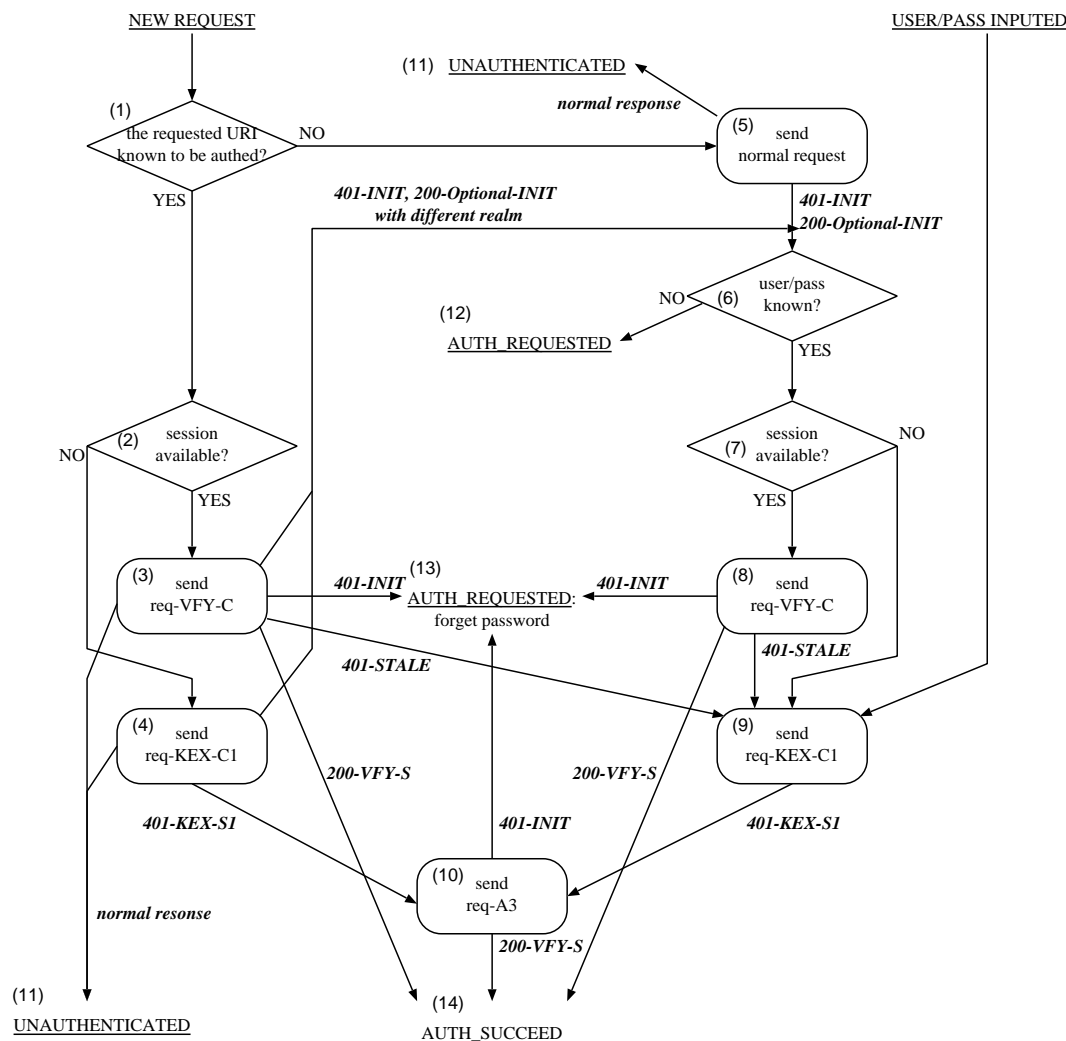 NEW REQUEST
USER/PASS INPUTED
(11) UNAUTHENTICATED
normal response
(1)
the requested URI
known to be authed?
NO
(5) send
normal request
YES
401-INIT, 200-Optional-INIT
with different realm
401-INIT
200-Optional-INIT
user/pass
known?
(6)
NO
(12)
AUTH_REQUESTED
YES
(2) session
available?
NO
YES
(7) session
available?
NO
YES
(3) send
req-VFY-C
401-INIT
(13)
AUTH_REQUESTED:
forget password
401-INIT
(8) send
req-VFY-C
401-STALE
401-STALE
(4) send
req-KEX-C1
(9) send
req-KEX-C1
200-VFY-S
200-VFY-S
401-KEX-S1
401-INIT
401-KEX-S1
(10) send
req-A3
normal resonse
200-VFY-S
(11)
UNAUTHENTICATED
(14)
AUTH_SUCCEED